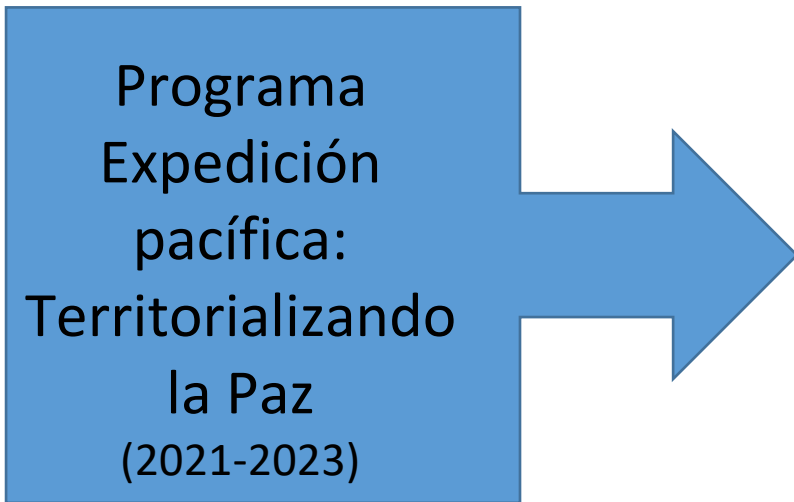 Programa
Expedición
pacífica:
Territorializando
la Paz
(2021-2023)